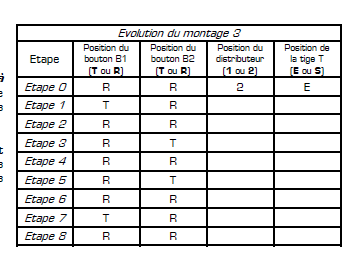 Evolution du montage 3
Etape | Position du bouton B1 (T ou R) | Position du bouton B2 (T ou R) | Position du distributeur (1 ou 2) | Position de la tige T (E ou S)
Etape 0 | R | R | 2 | E
Etape 1 | T | R
Etape 2 | R | R
Etape 3 | R | T
Etape 4 | R | R
Etape 5 | R | T
Etape 6 | R | R
Etape 7 | T | R
Etape 8 | R | R